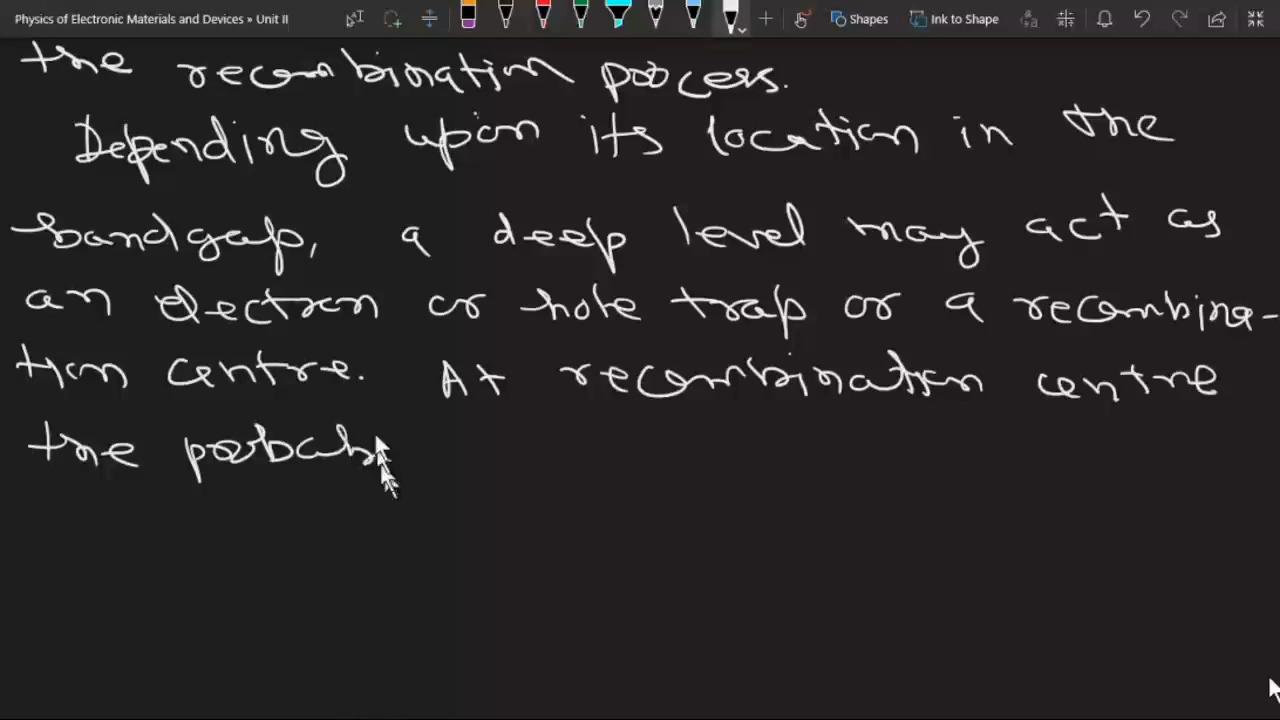 Physics of Electronic Materials and Devices » Unit II
Shapes
Ink to Shape
the recombination process.
Depending upon its location in the
bandgap, a deep level may act as
an electron or hole trap or a recombina-
tion centre. At recombination centre
the probab